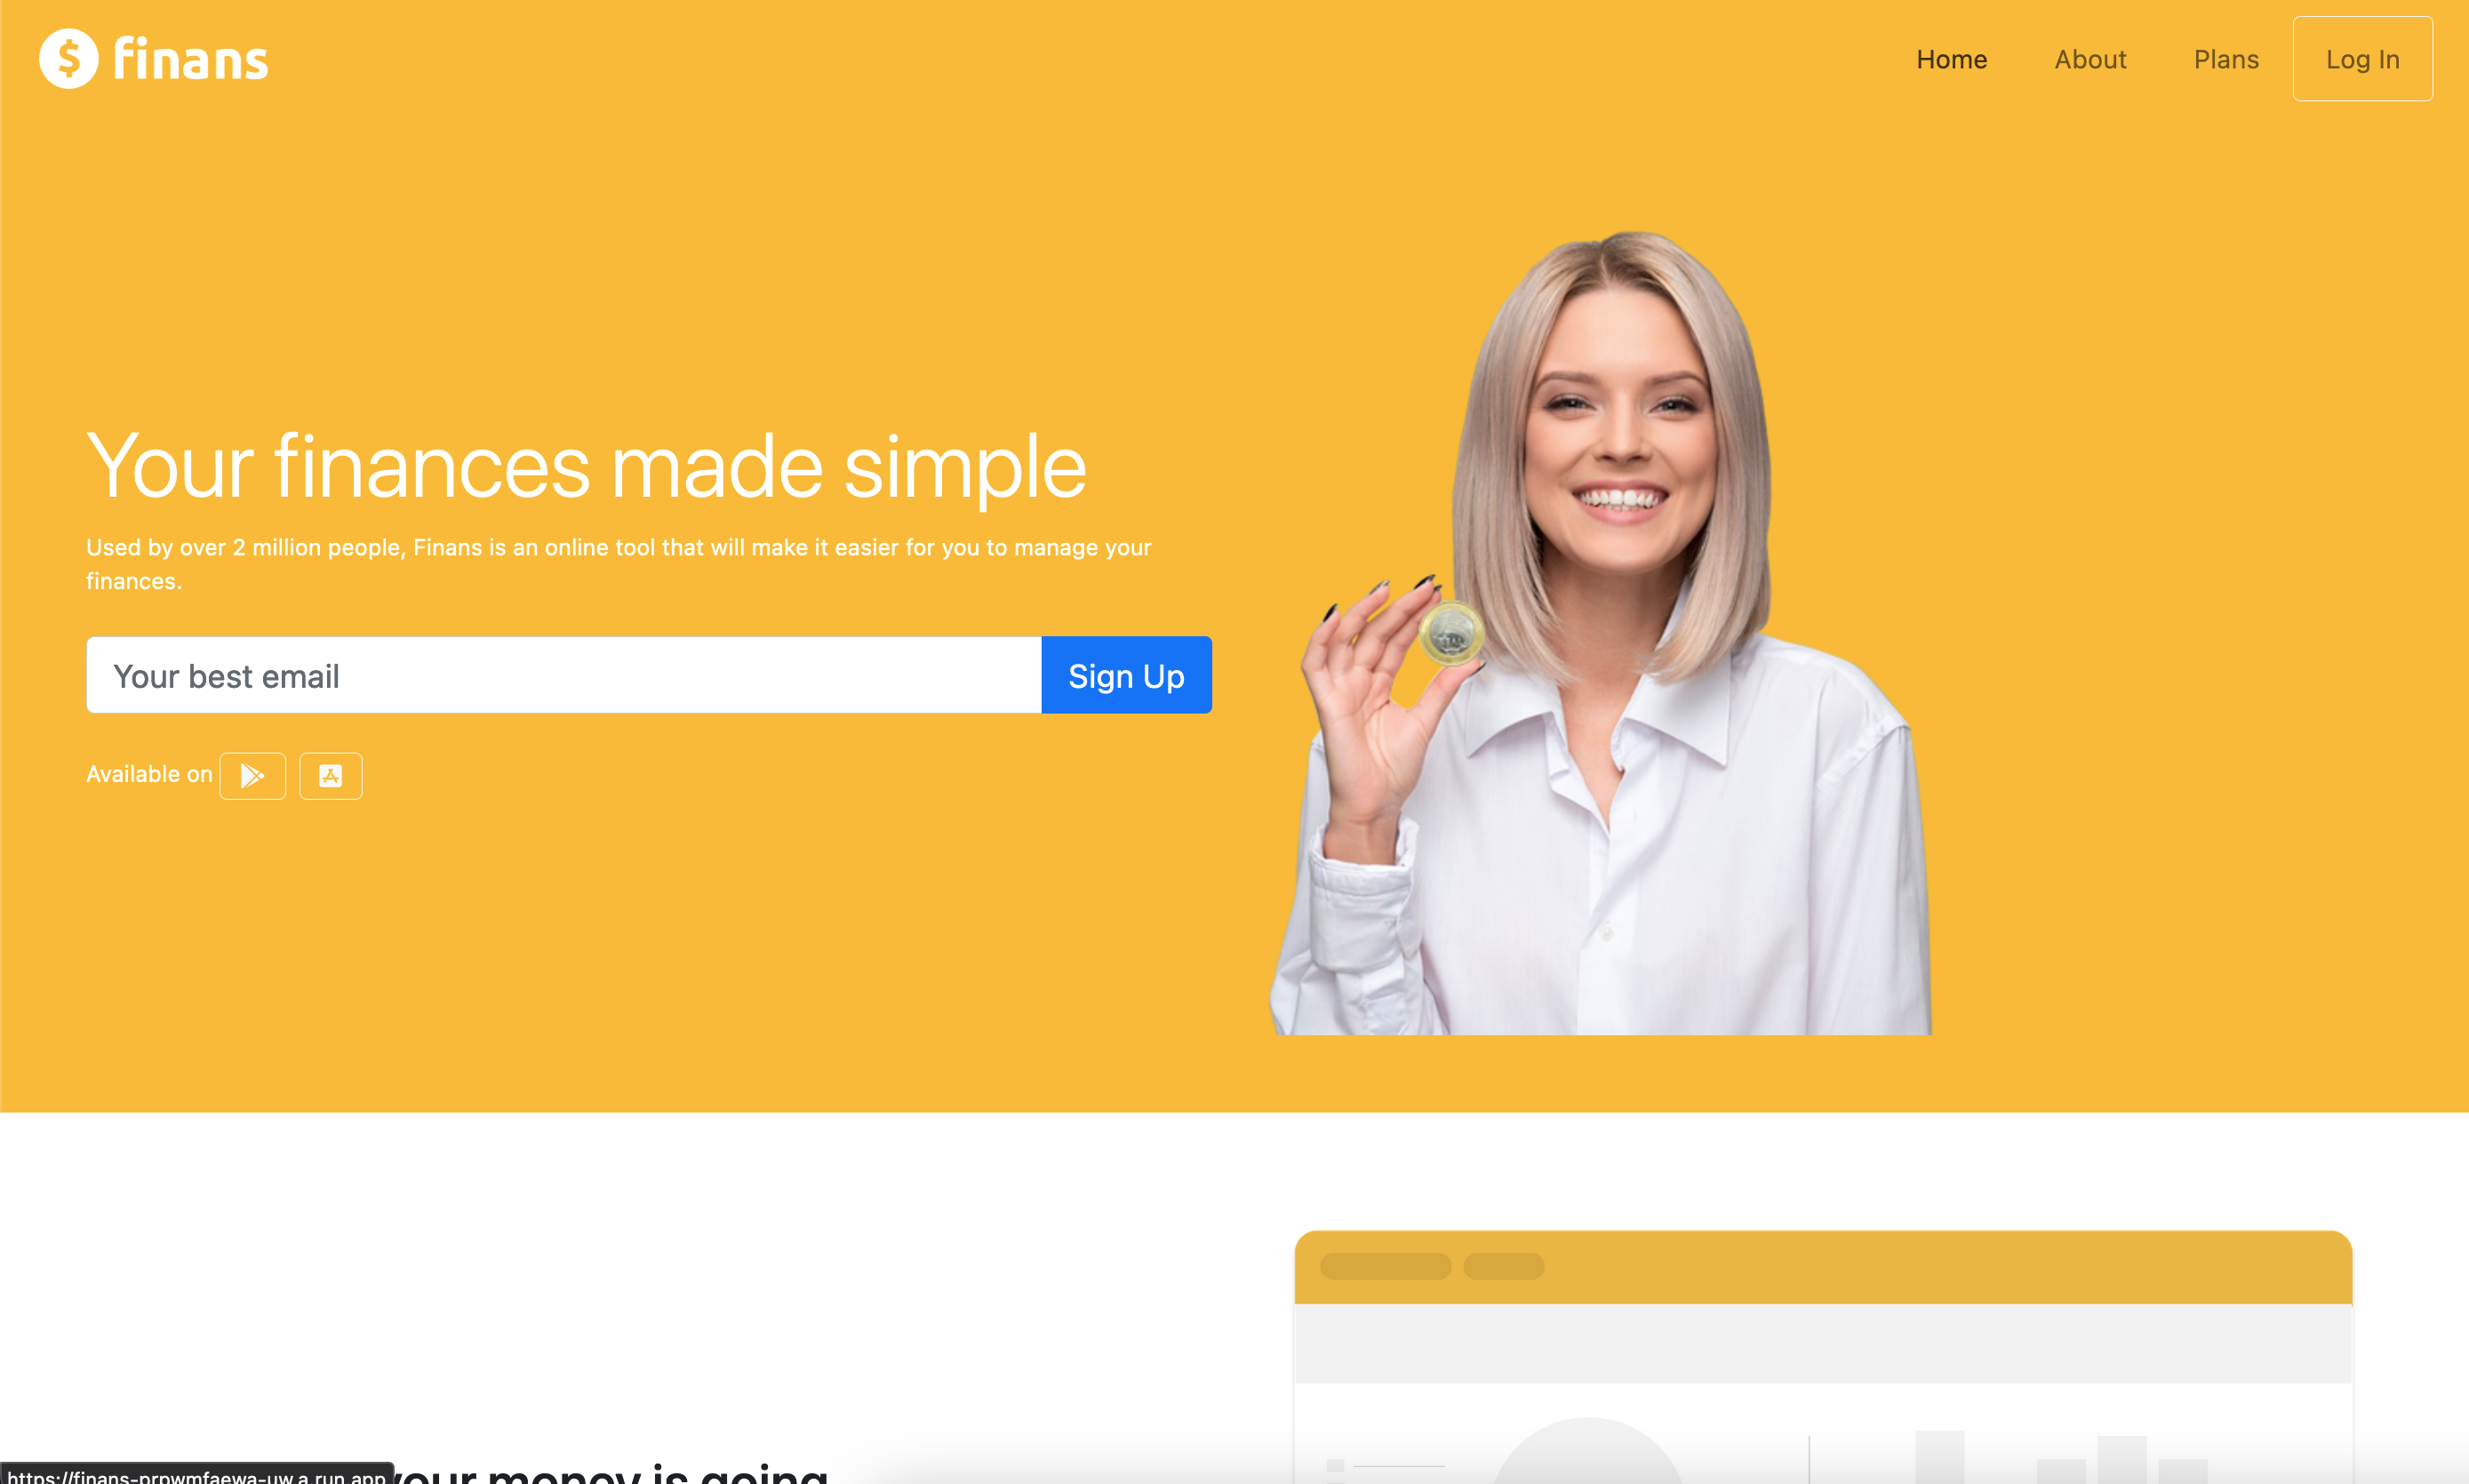 finans
Home
About
Plans
Log In
Your finances made simple
Used by over 2 million people, Finans is an online tool that will make it easier for you to manage your
finances.
Your best email
Sign Up
Available on
your money is going
https://finans-prpwmfaewa-uw.a.run.app